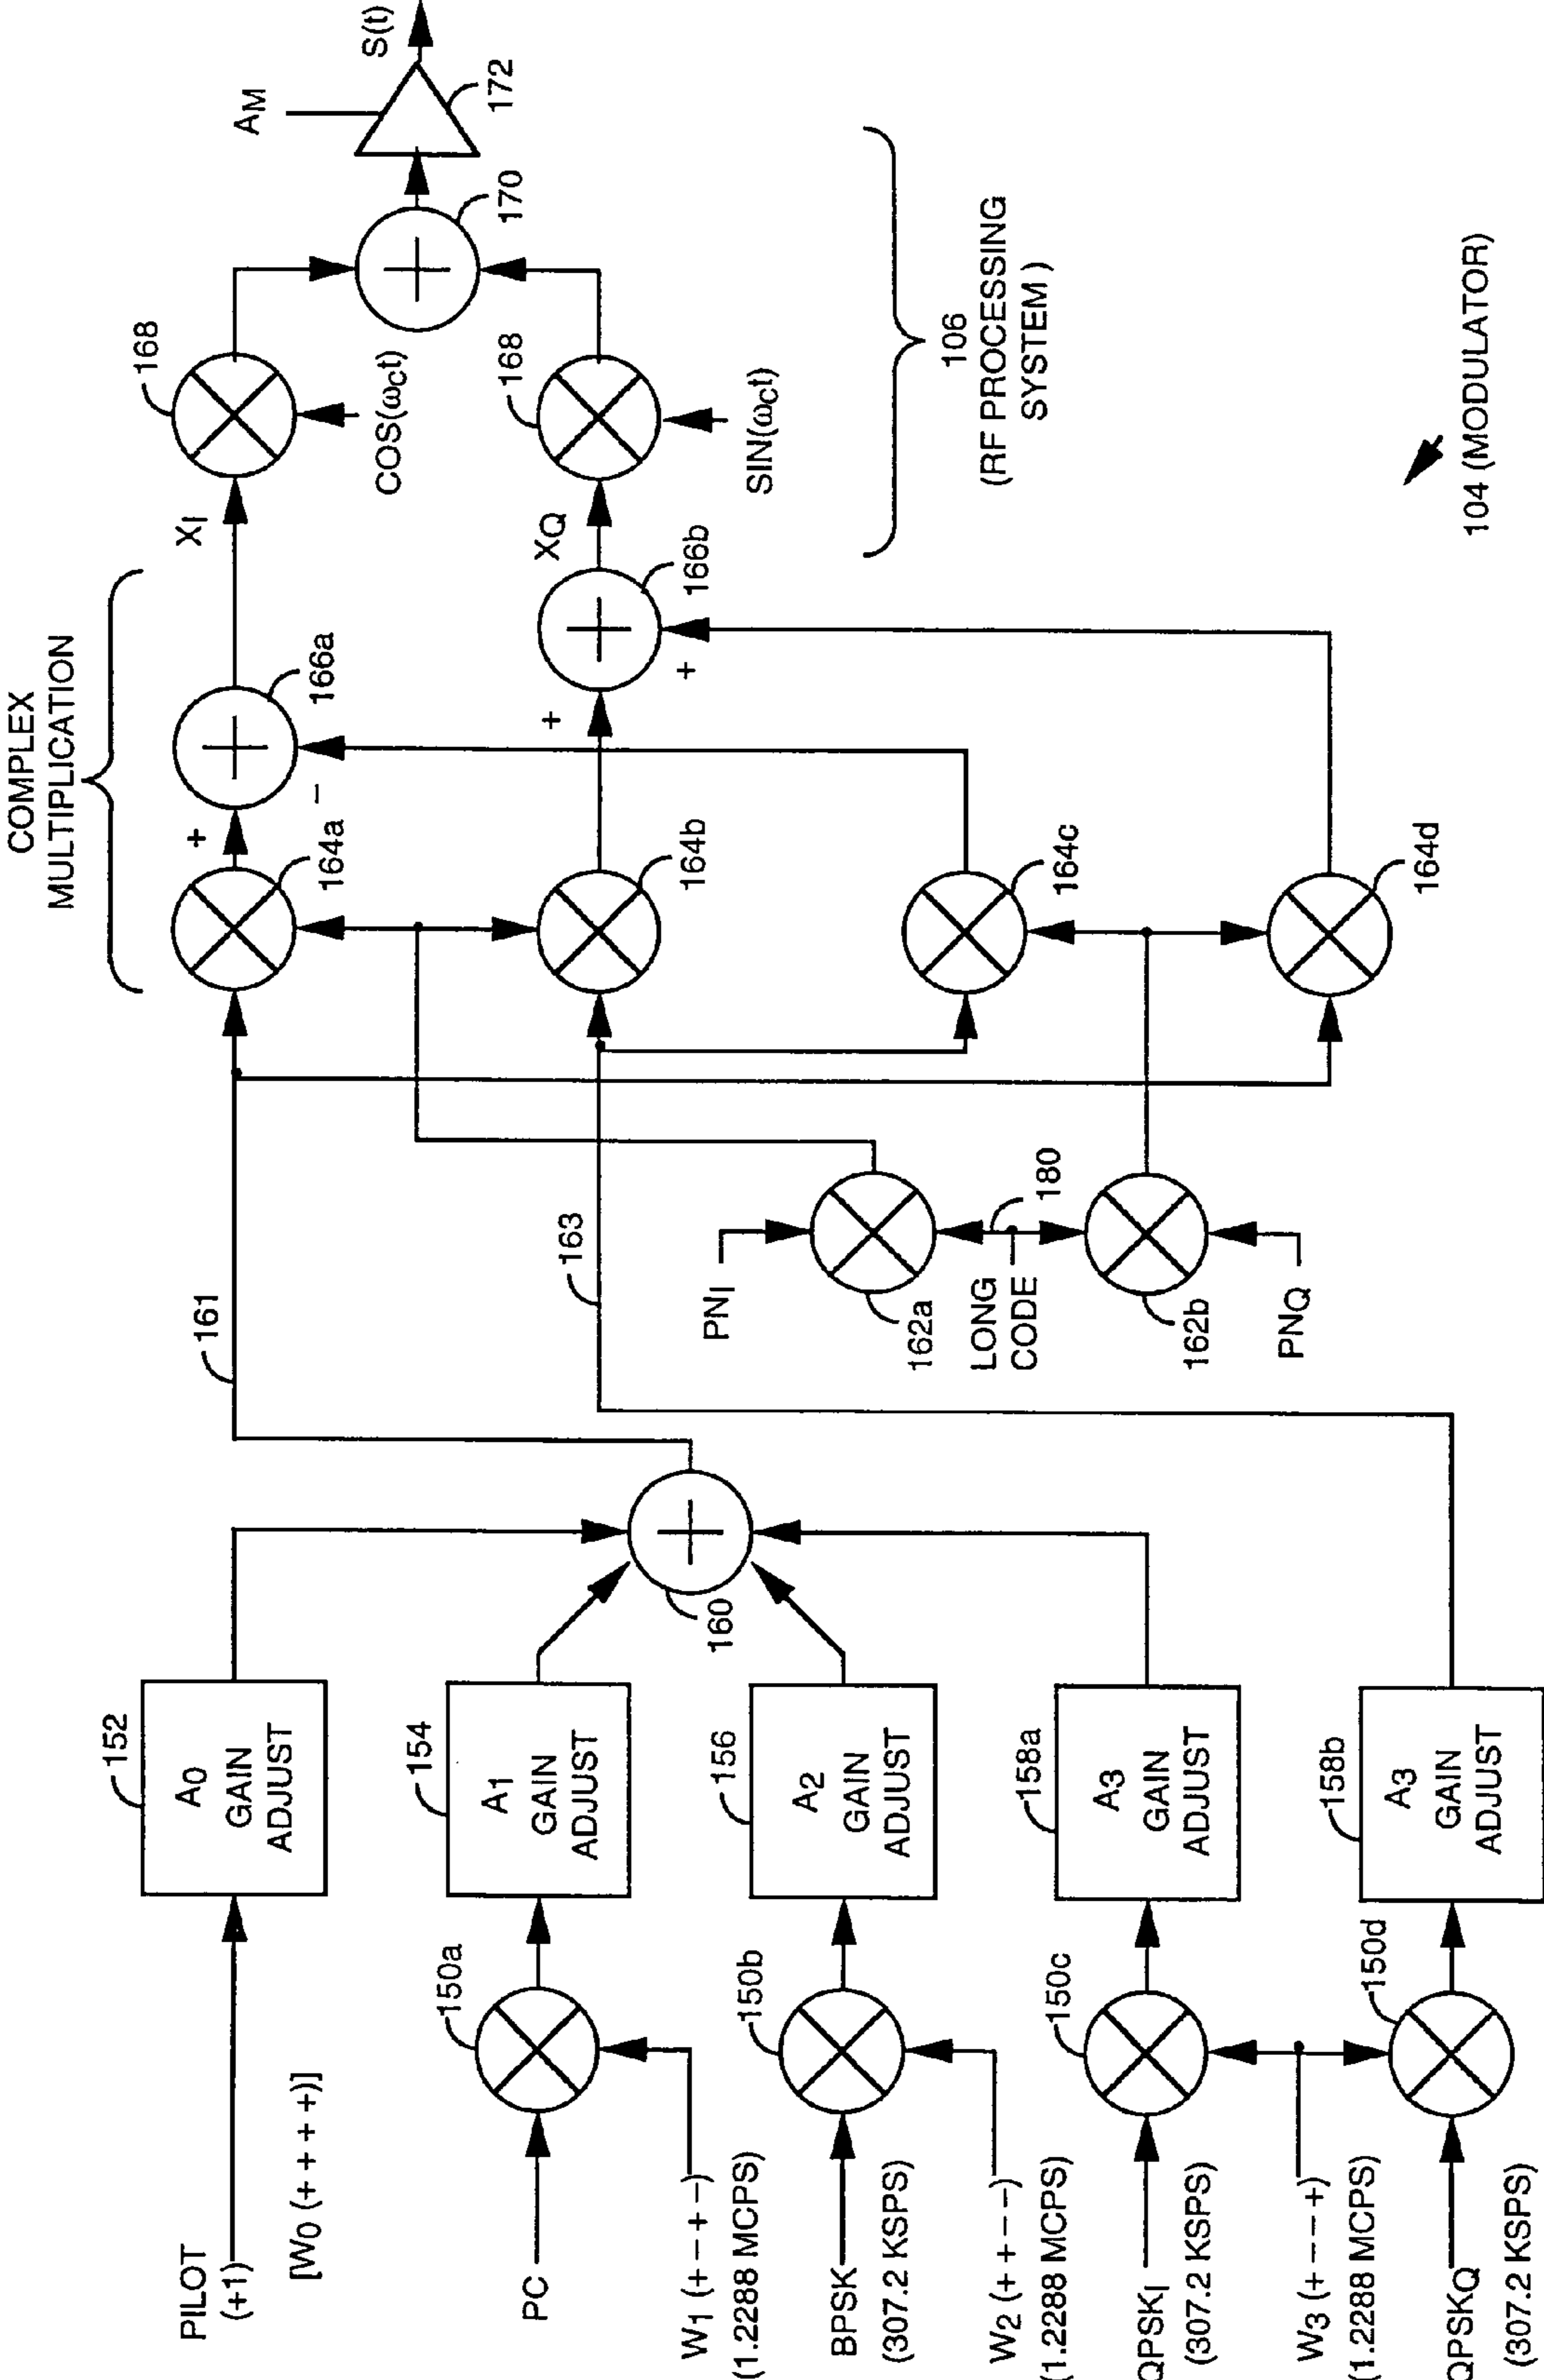 PILOT
(+1)
[W0 (+ + + +)]
152
A0
GAIN
ADJUST
PC
150a
W1 (+ – + –)
(1.2288 MCPS)
154
A1
GAIN
ADJUST
BPSK
(307.2 KSPS)
150b
W2 (+ + – –)
(1.2288 MCPS)
156
A2
GAIN
ADJUST
QPSKI
(307.2 KSPS)
150c
W3 (+ – – +)
(1.2288 MCPS)
158a
A3
GAIN
ADJUST
QPSKQ
(307.2 KSPS)
150d
158b
A3
GAIN
ADJUST
160
161
163
PNI
162a
LONG
CODE
180
162b
PNQ
COMPLEX
MULTIPLICATION
164a
+
–
166a
164b
+
+
166b
164c
164d
XI
168
COS(ωct)
XQ
168
SIN(ωct)
170
AM
172
S(t)
106
(RF PROCESSING
SYSTEM )
104 (MODULATOR)